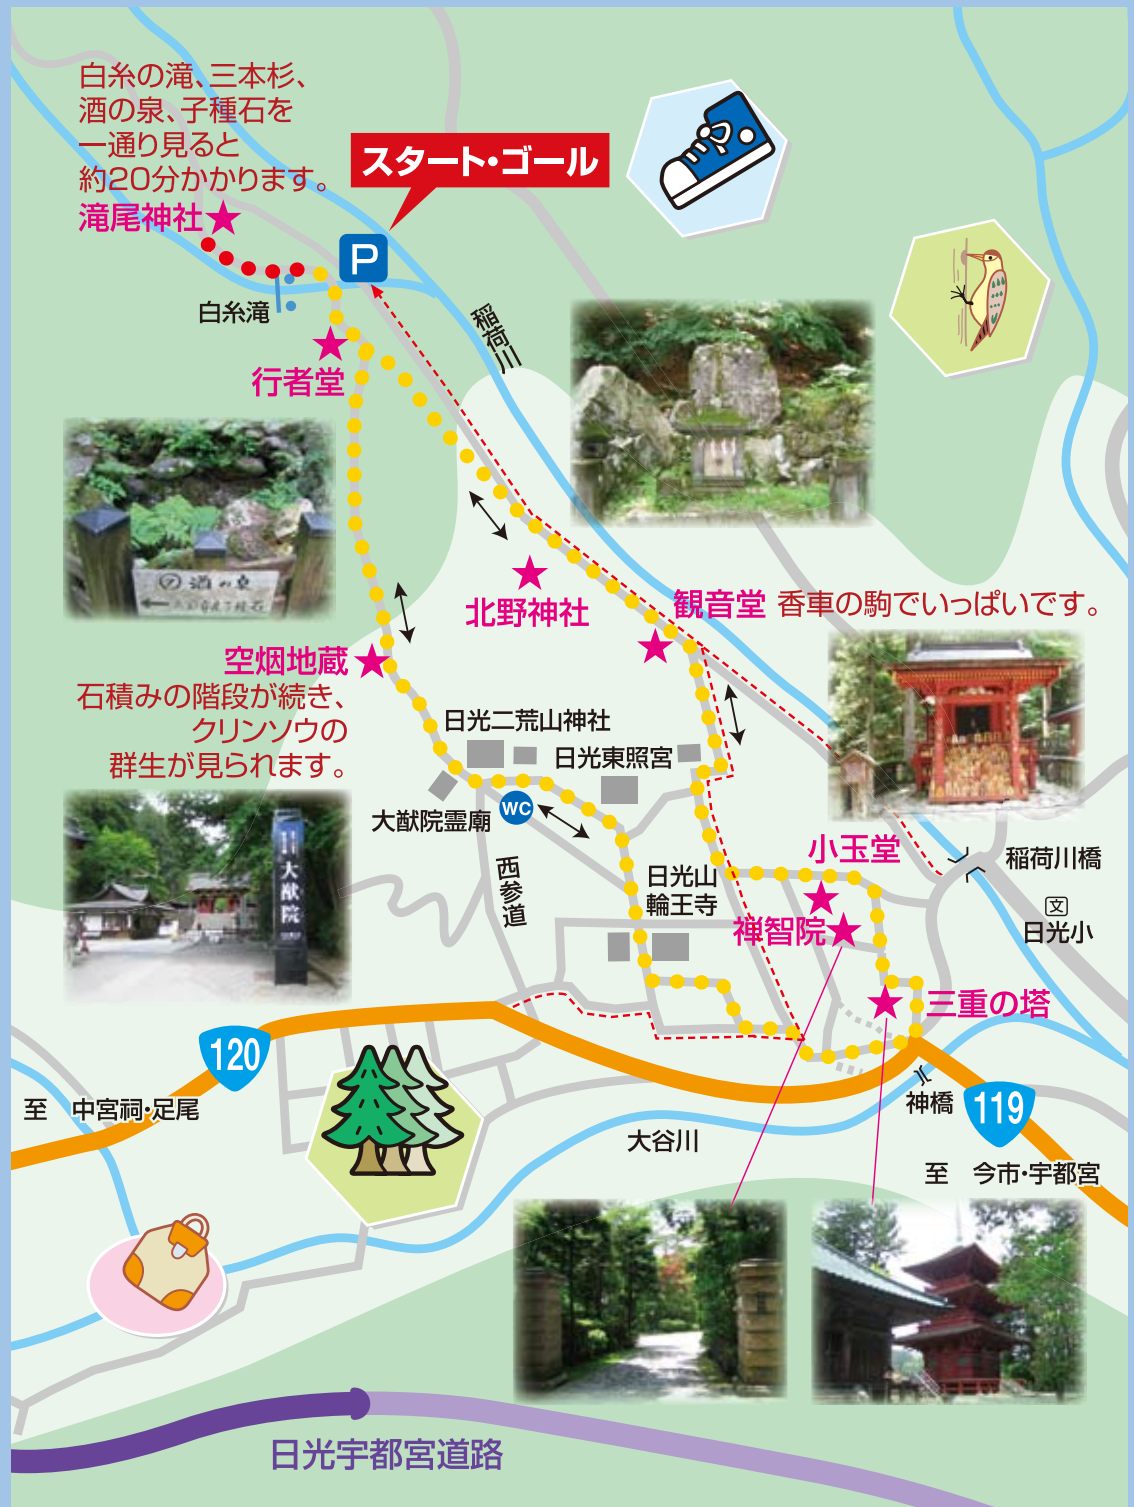 白糸の滝、三本杉、
酒の泉、子種石を
一通り見ると
約20分かかります。
滝尾神社
スタート・ゴール
P
白糸滝
稲荷川
行者堂
酒の泉
北野神社
観音堂 香車の駒でいっぱいです。
空烟地蔵
石積みの階段が続き、
クリンソウの
群生が見られます。
日光二荒山神社
日光東照宮
大猷院霊廟
WC
大猷院
西参道
日光山
輪王寺
小玉堂
禅智院
稲荷川橋
文
日光小
三重の塔
120
至 中宮祠・足尾
神橋
119
大谷川
至 今市・宇都宮
日光宇都宮道路